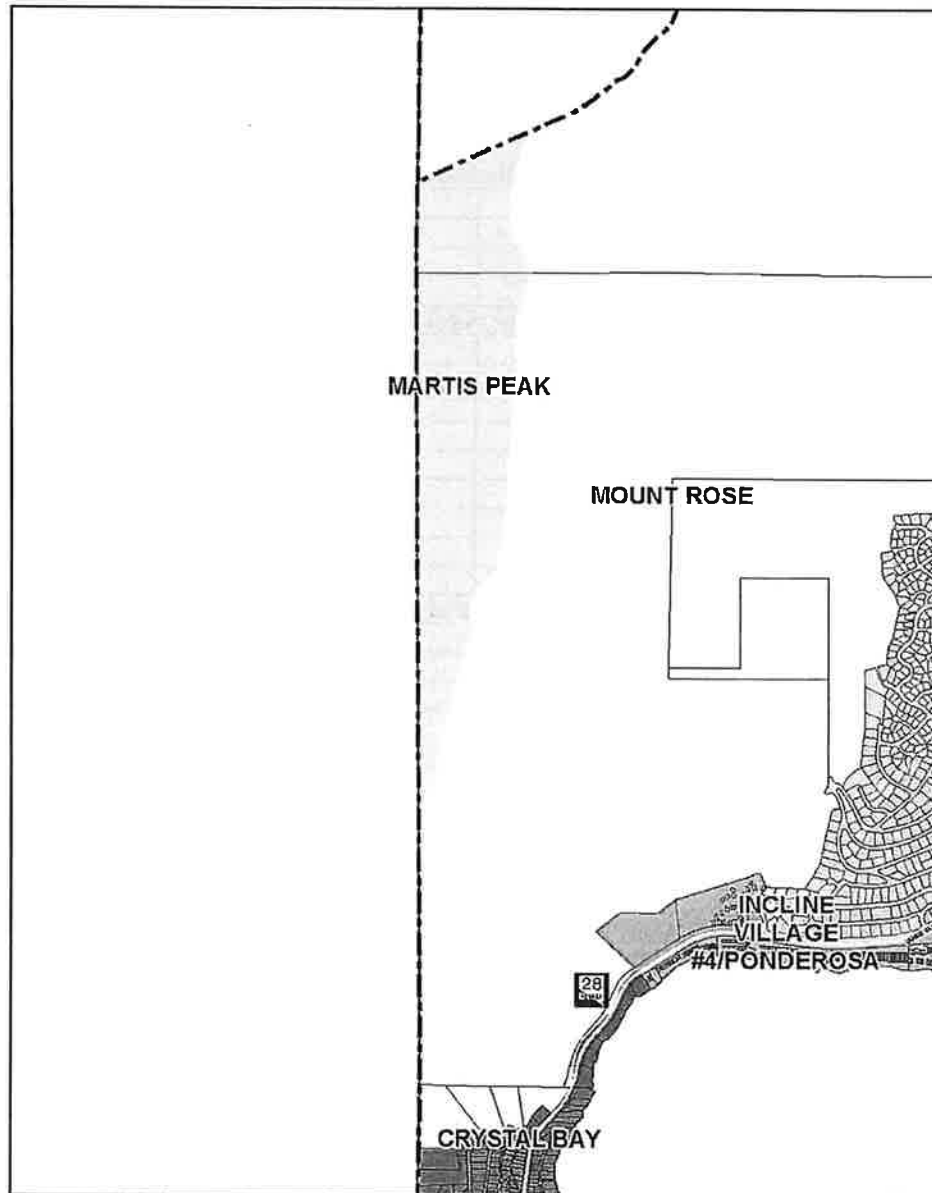 MARTIS PEAK
MOUNT ROSE
INCLINE
VILLAGE
#4/PONDEROSA
28
CRYSTAL BAY